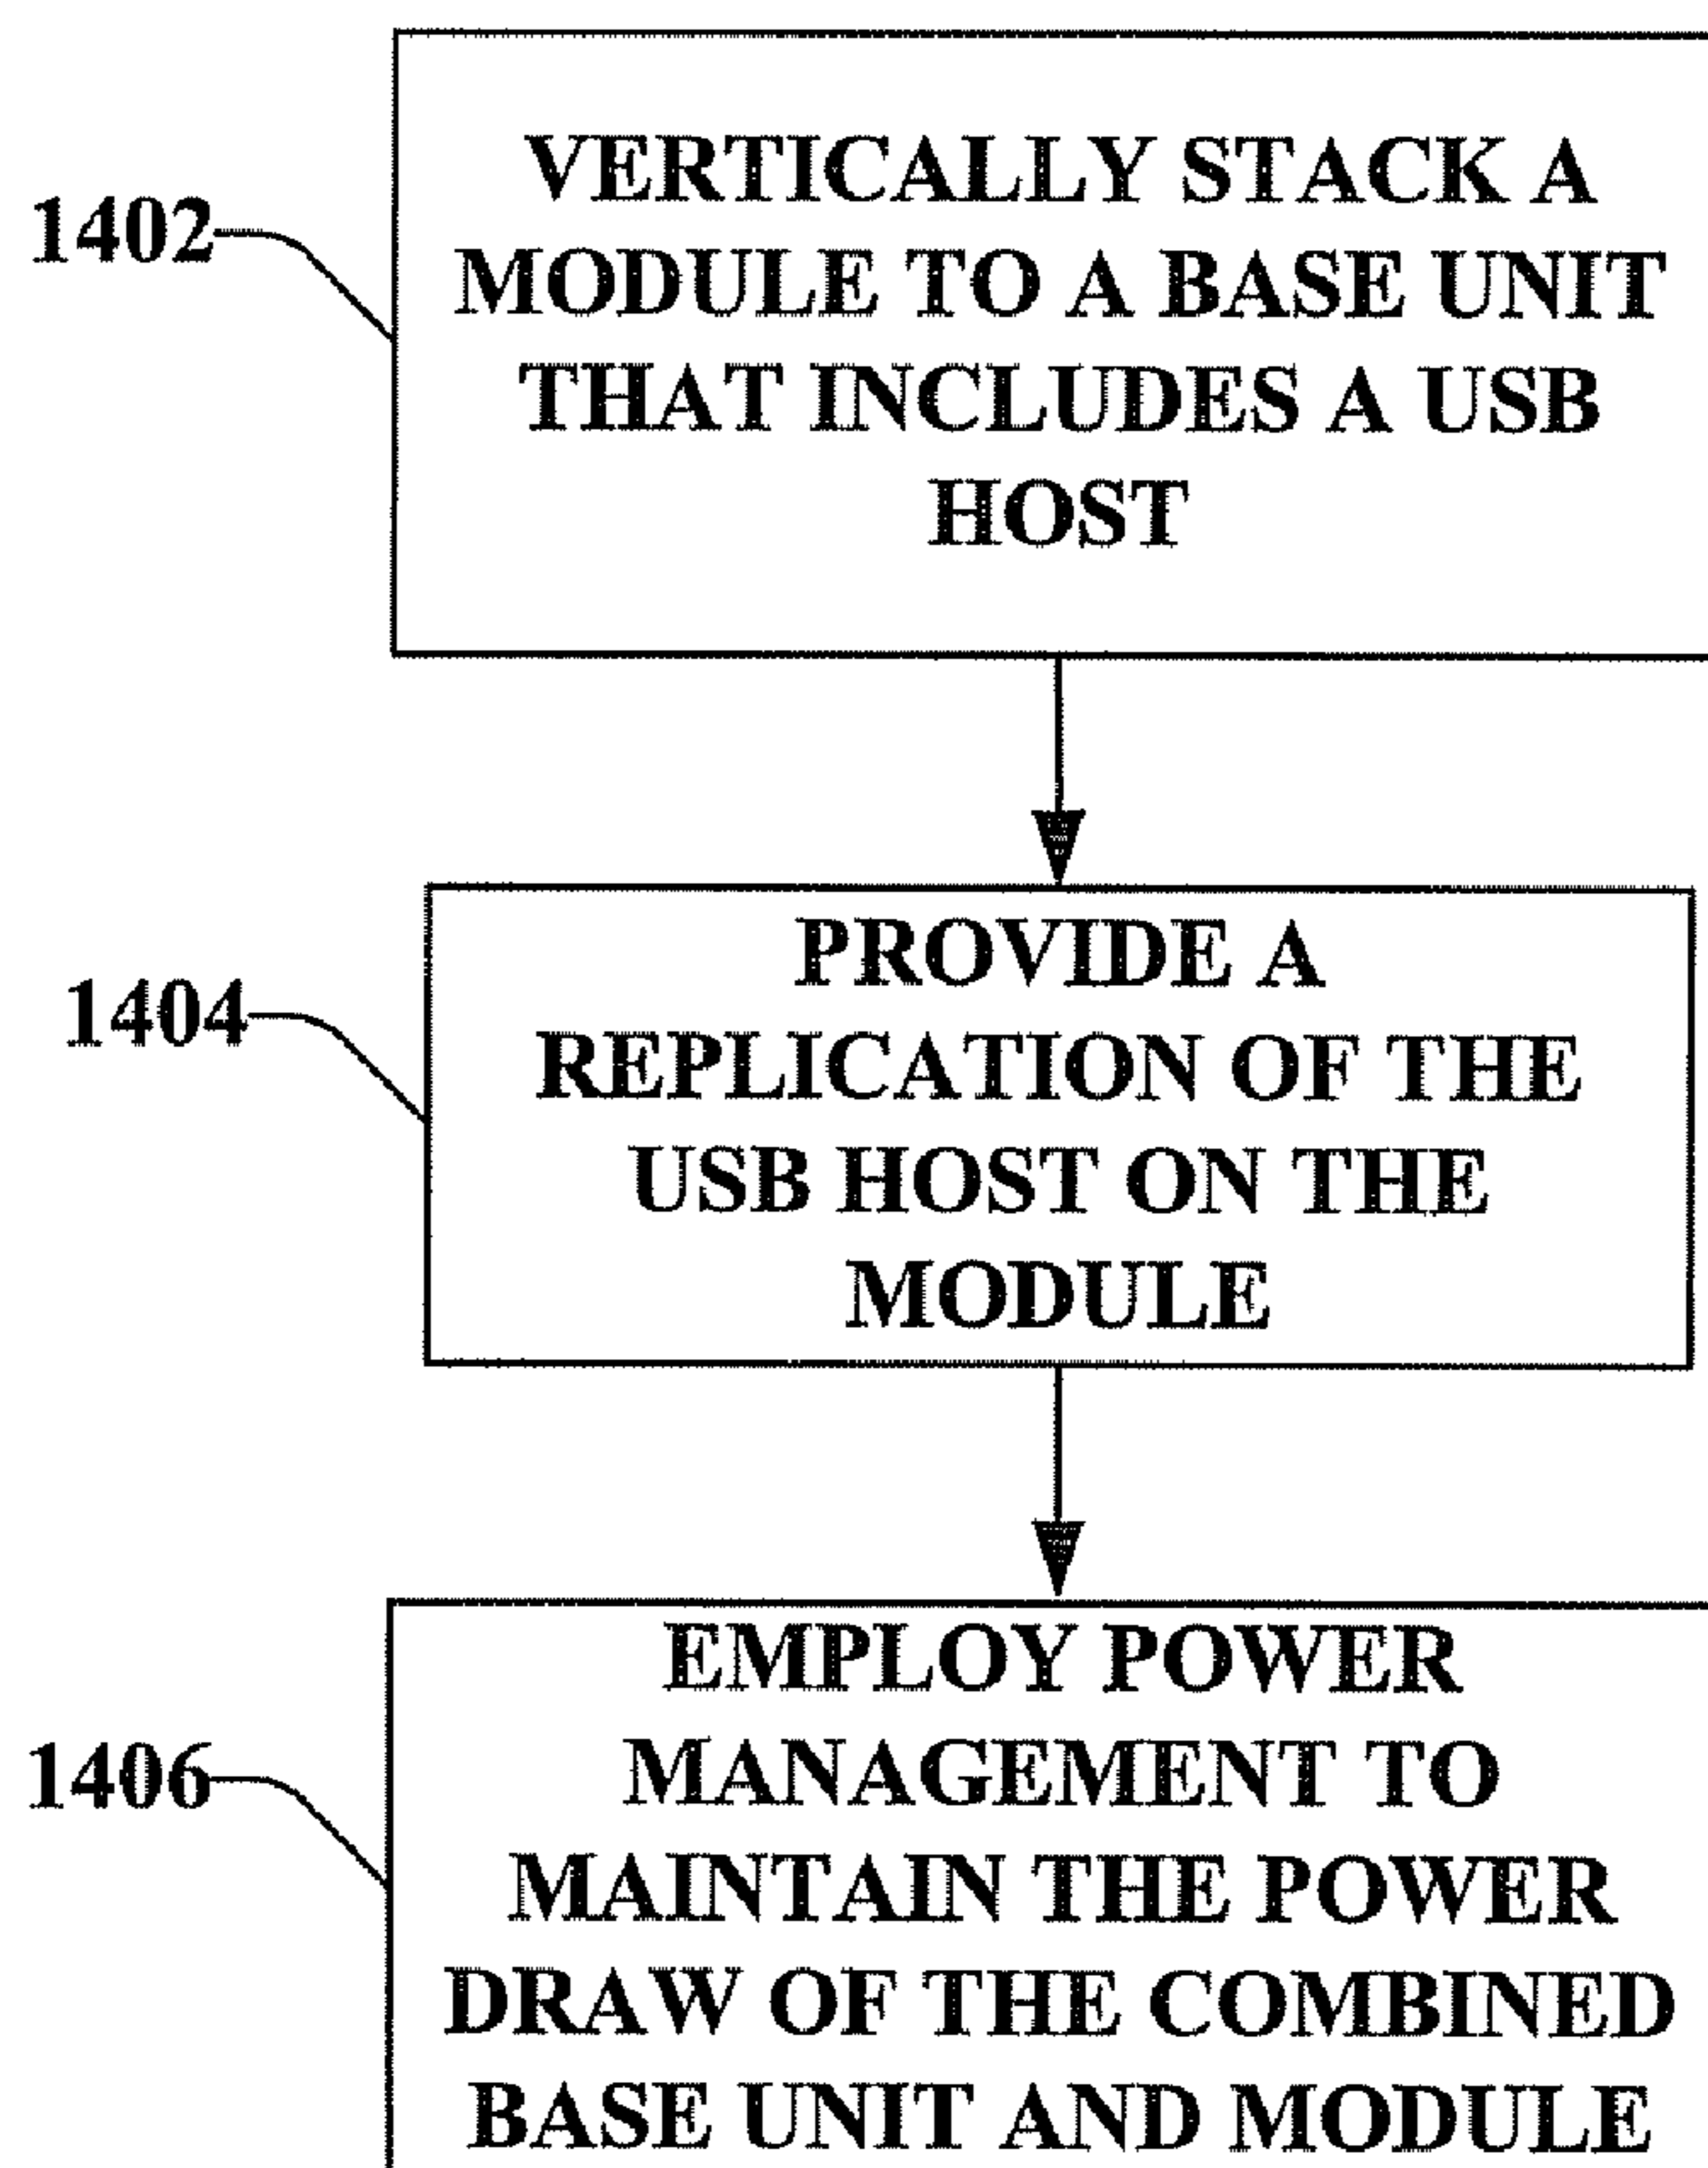 1402
VERTICALLY STACK A
MODULE TO A BASE UNIT
THAT INCLUDES A USB
HOST
1404
PROVIDE A
REPLICATION OF THE
USB HOST ON THE
MODULE
1406
EMPLOY POWER
MANAGEMENT TO
MAINTAIN THE POWER
DRAW OF THE COMBINED
BASE UNIT AND MODULE